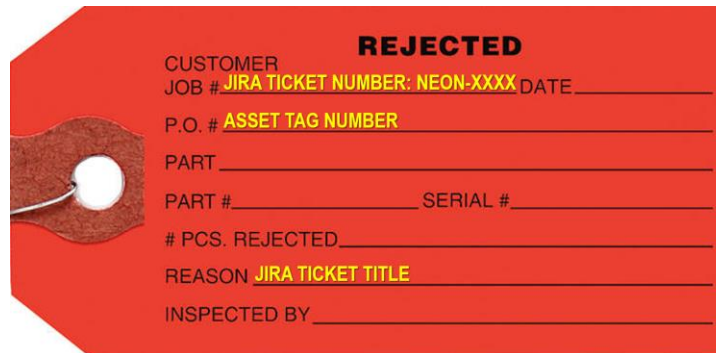 REJECTED
CUSTOMER
JOB # JIRA TICKET NUMBER: NEON-XXXX DATE
P.O. # ASSET TAG NUMBER
PART
PART # SERIAL #
# PCS. REJECTED
REASON JIRA TICKET TITLE
INSPECTED BY